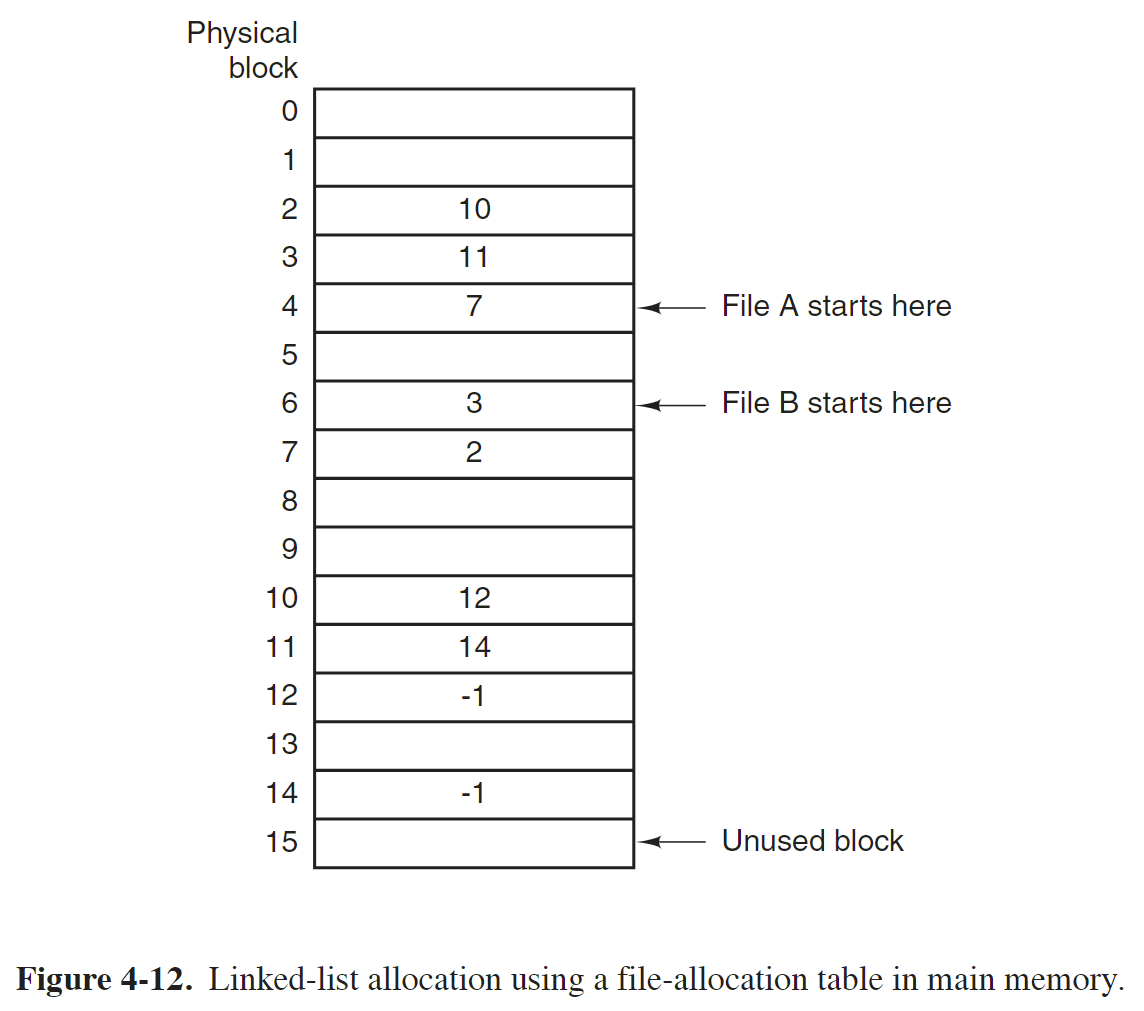 Physical
block
0
1
2 10
3 11
4 7 File A starts here
5
6 3 File B starts here
7 2
8
9
10 12
11 14
12 -1
13
14 -1
15 Unused block
Figure 4-12. Linked-list allocation using a file-allocation table in main memory.